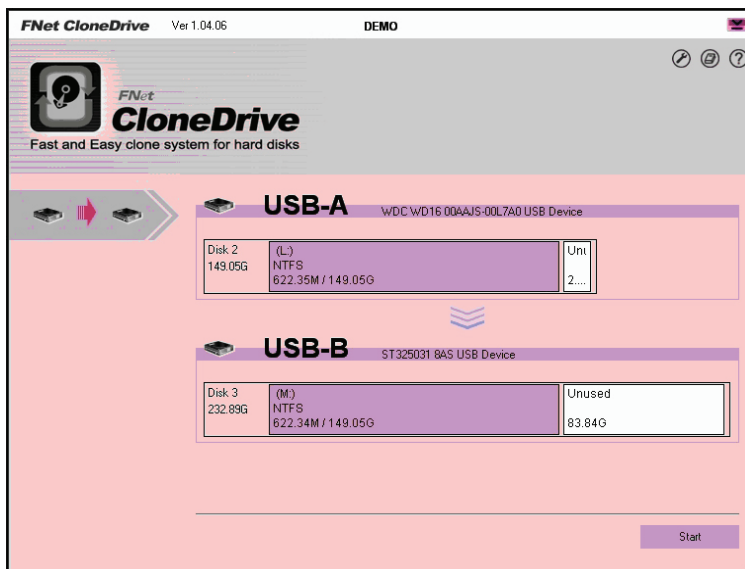 FNet CloneDrive Ver 1.04.06 DEMO
FNet
CloneDrive
Fast and Easy clone system for hard disks
USB-A WDC WD16 00AAJS-00L7A0 USB Device
Disk 2 (L:) Unu
149.05G NTFS
622.35M / 149.05G 2....
USB-B ST325031 8AS USB Device
Disk 3 (M:) Unused
232.89G NTFS
622.34M / 149.05G 83.84G
Start